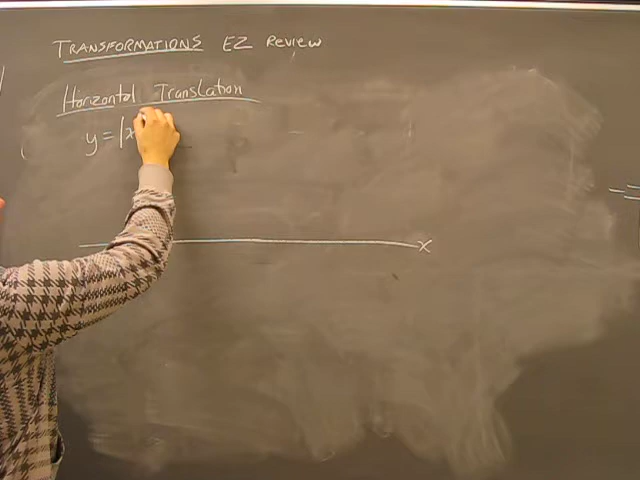 TRANSFORMATIONS EZ Review
Horizontal Translation
y = |x
x